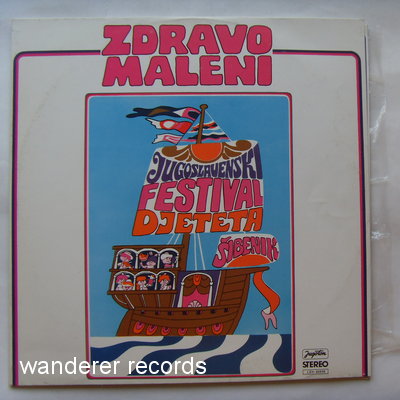 ZDRAVO
MALENI
JUGOSLAVENSKI
FESTIVAL
DJETETA
ŠIBENIK
Jugoton
STEREO
wanderer records